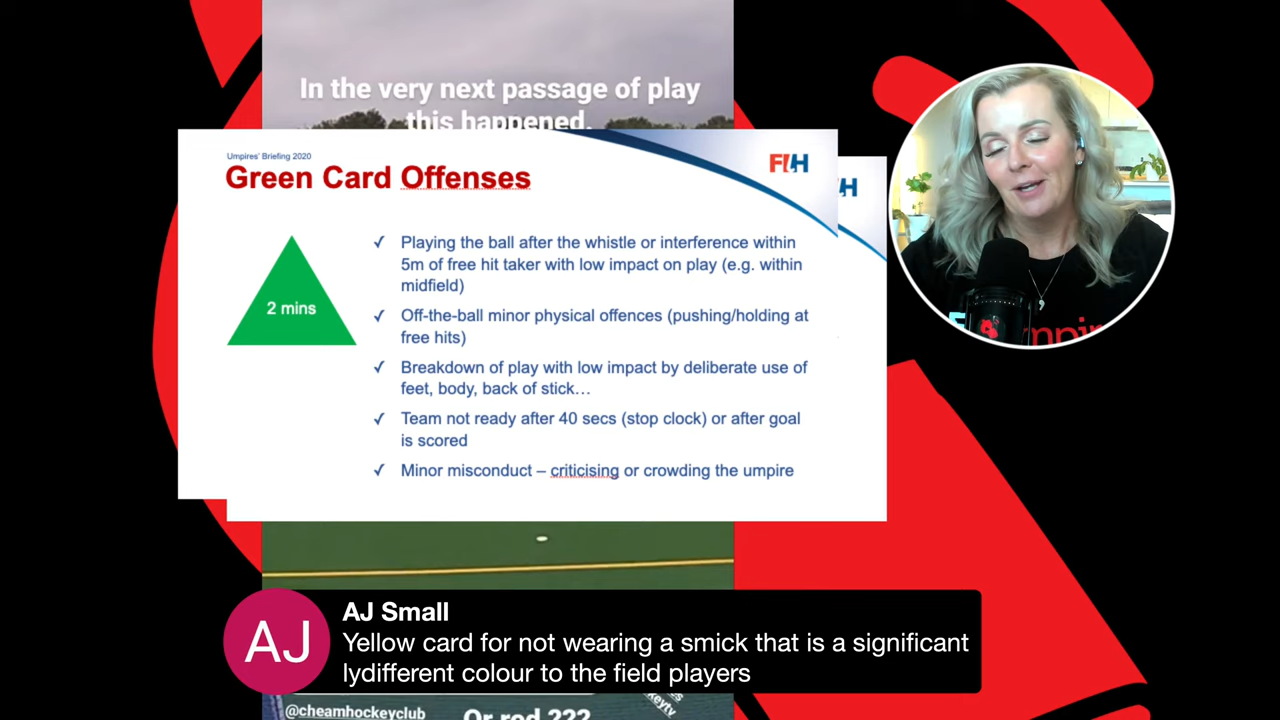 In the very next passage of play
this happened.
Umpires' Briefing 2020
Green Card Offenses
FIH
2 mins
✓ Playing the ball after the whistle or interference within
5m of free hit taker with low impact on play (e.g. within
midfield)
✓ Off-the-ball minor physical offences (pushing/holding at
free hits)
✓ Breakdown of play with low impact by deliberate use of
feet, body, back of stick…
✓ Team not ready after 40 secs (stop clock) or after goal
is scored
✓ Minor misconduct – criticising or crowding the umpire
AJ
AJ Small
Yellow card for not wearing a smick that is a significant
lydifferent colour to the field players
@cheamhockeyclub
Or red ???